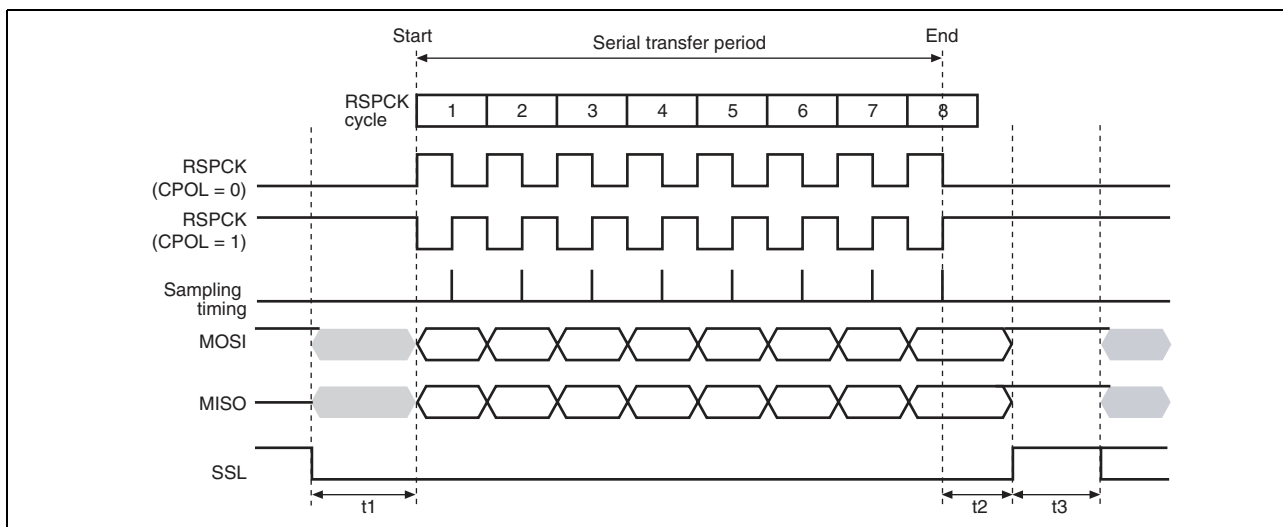 Start
Serial transfer period
End
RSPCK
cycle
1 2 3 4 5 6 7 8
RSPCK
(CPOL = 0)
RSPCK
(CPOL = 1)
Sampling
timing
MOSI
MISO
SSL
t1
t2
t3